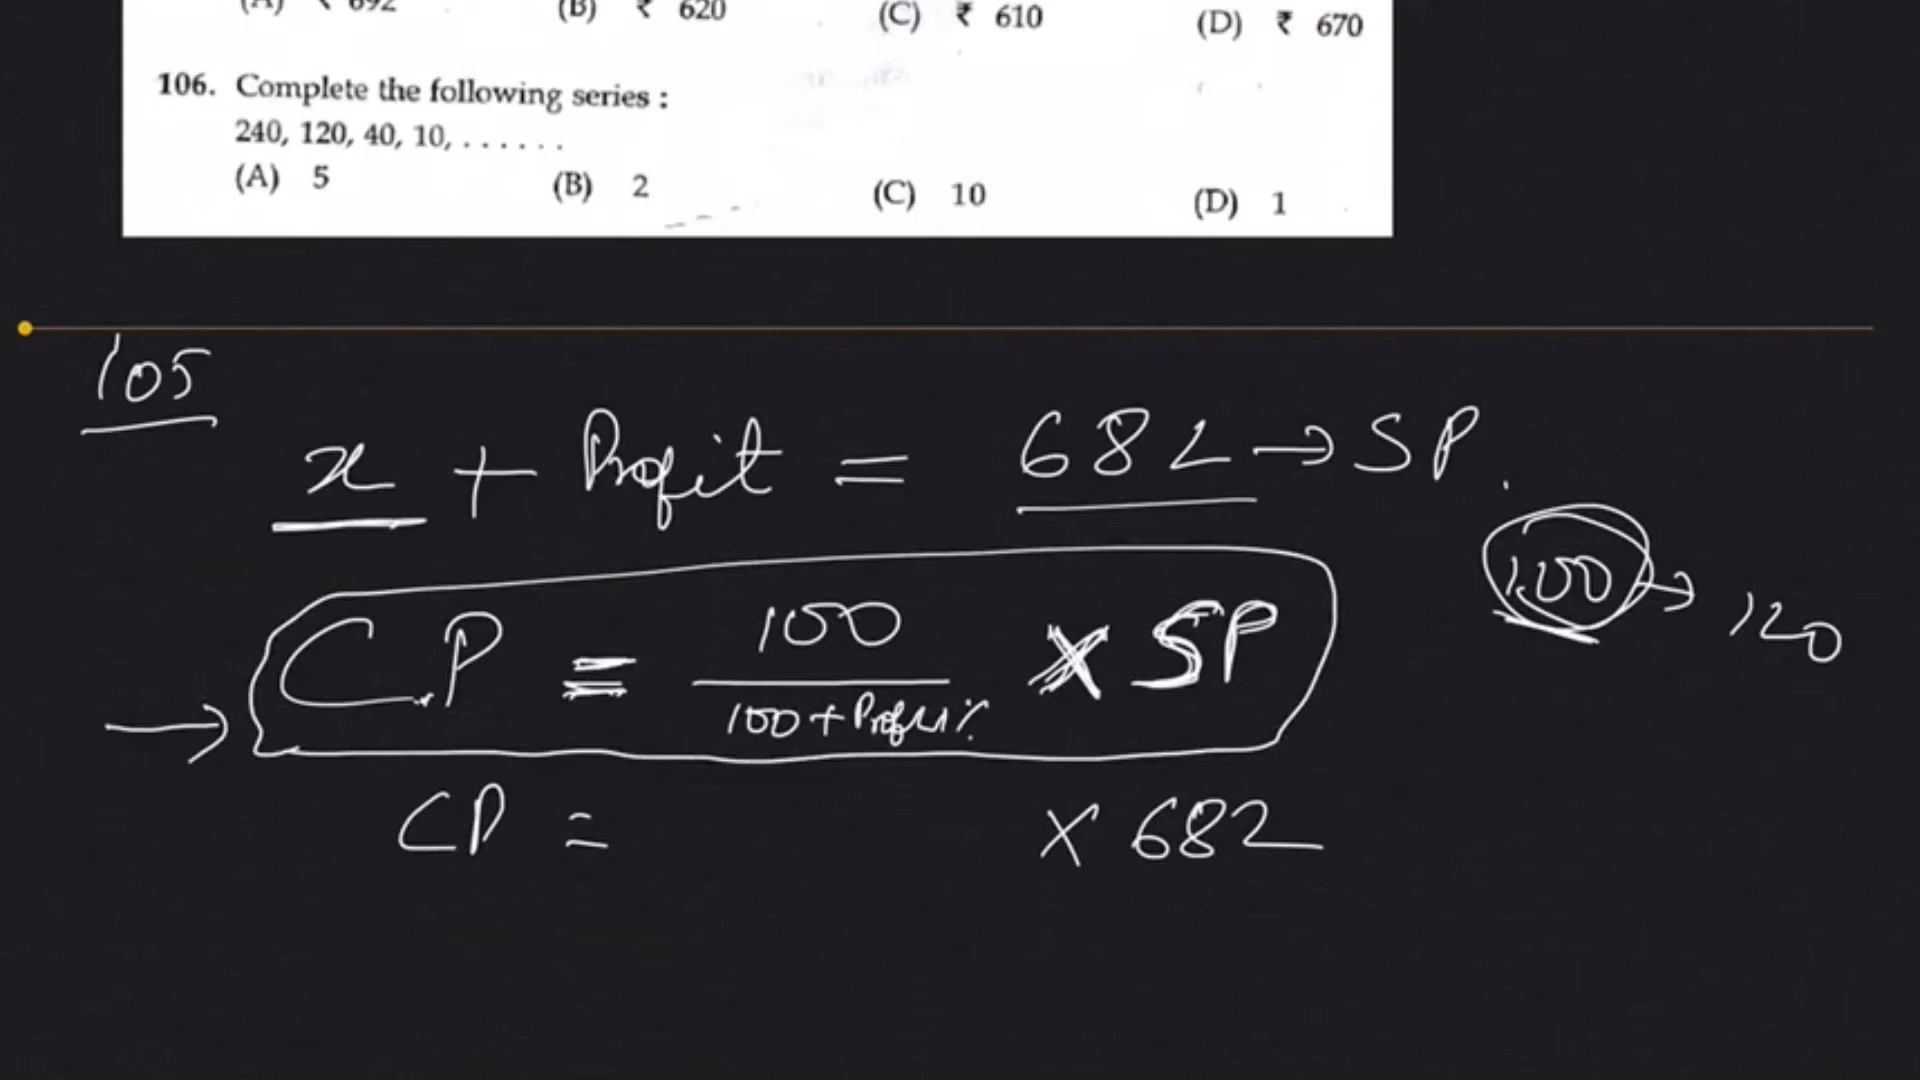 (A) ₹ 692 (B) ₹ 620 (C) ₹ 610 (D) ₹ 670
106. Complete the following series :
240, 120, 40, 10, . . . . . .
(A) 5 (B) 2 (C) 10 (D) 1
105
x + Profit = 682 → SP.
100 → 120
C.P = 100 / 100 + Profit% × SP
→
CP = × 682